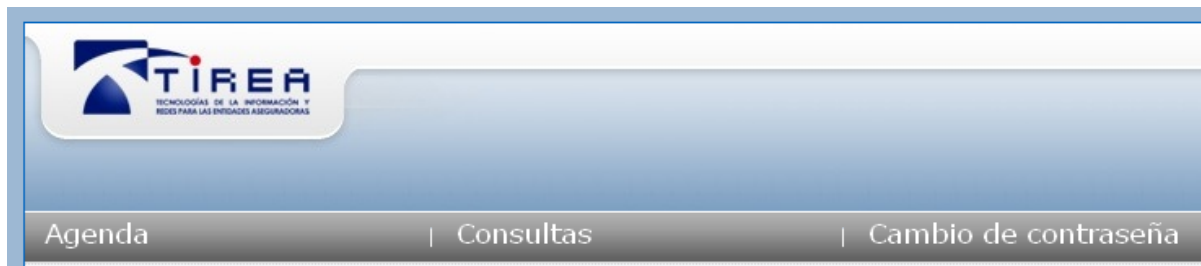 TIREA
TECNOLOGÍAS DE LA INFORMACIÓN Y
REDES PARA LAS ENTIDADES ASEGURADORAS
Agenda | Consultas | Cambio de contraseña